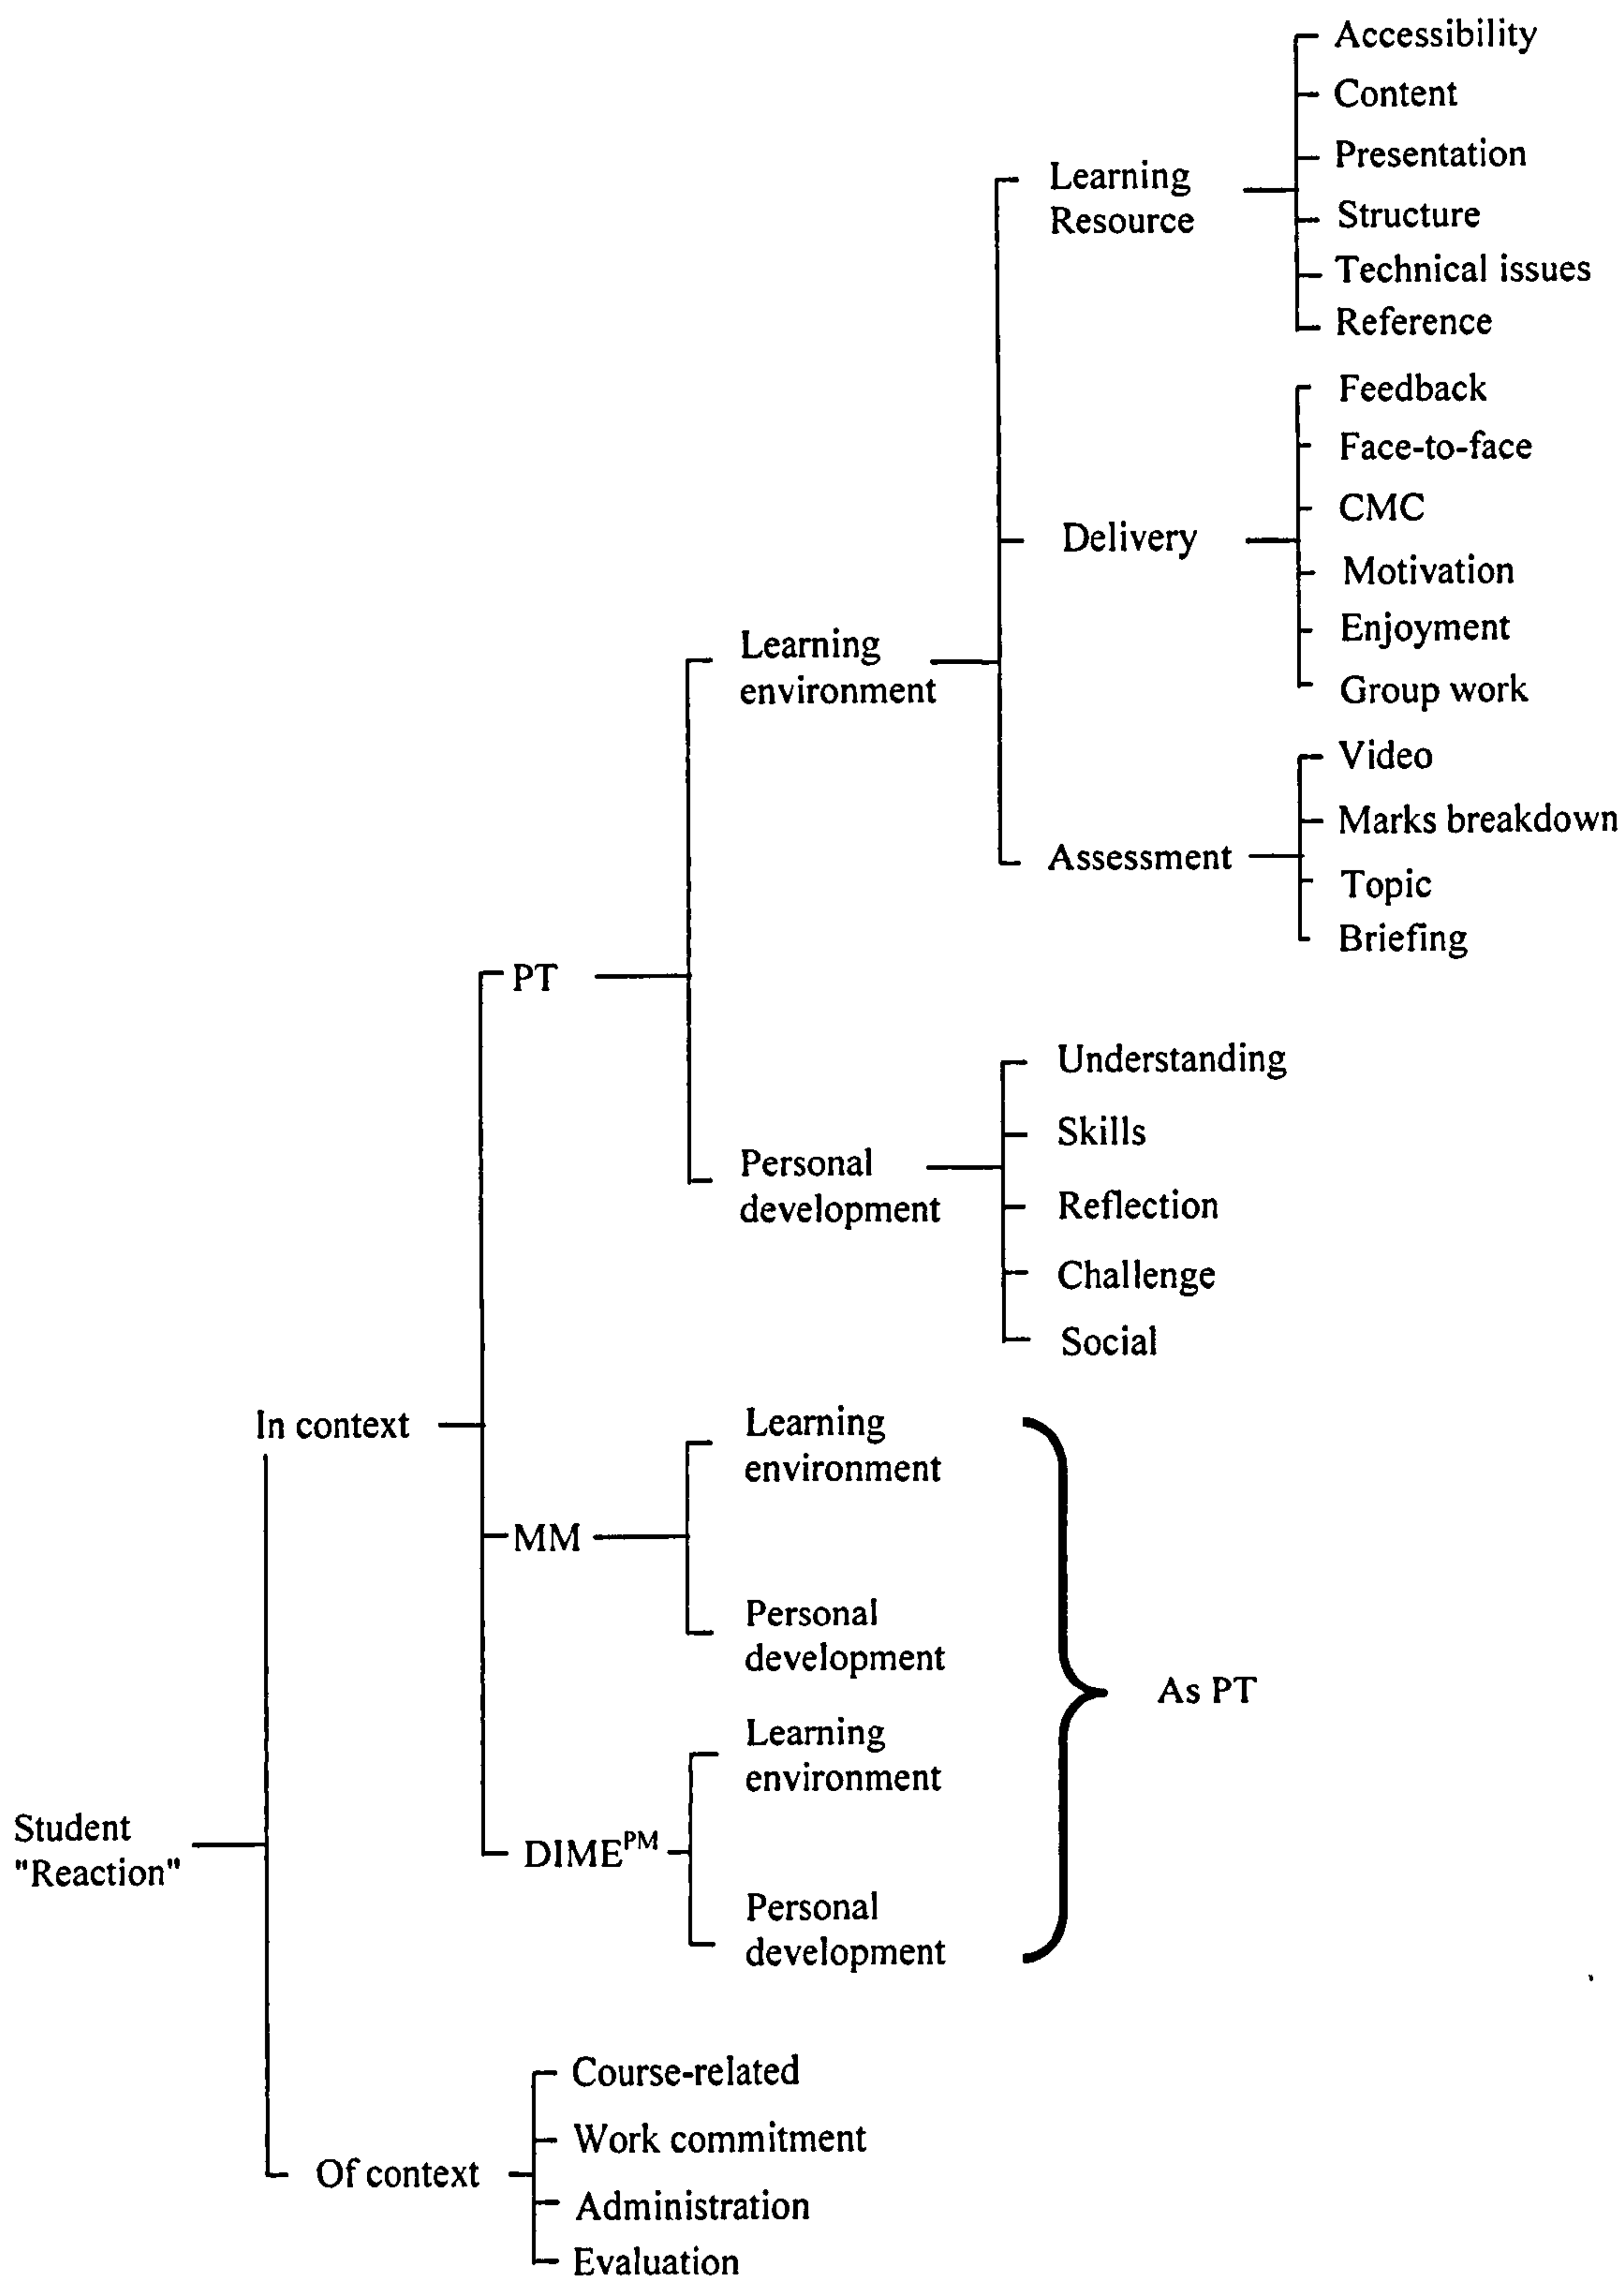 Accessibility
Content
Presentation
Structure
Technical issues
Reference
Learning
Resource
Feedback
Face-to-face
CMC
Motivation
Enjoyment
Group work
Delivery
Video
Marks breakdown
Topic
Briefing
Assessment
Learning
environment
PT
Understanding
Skills
Reflection
Challenge
Social
Personal
development
In context
Learning
environment
MM
Personal
development
As PT
Learning
environment
DIMEᴾᴹ
Personal
development
Student
"Reaction"
Course-related
Work commitment
Of context
Administration
Evaluation